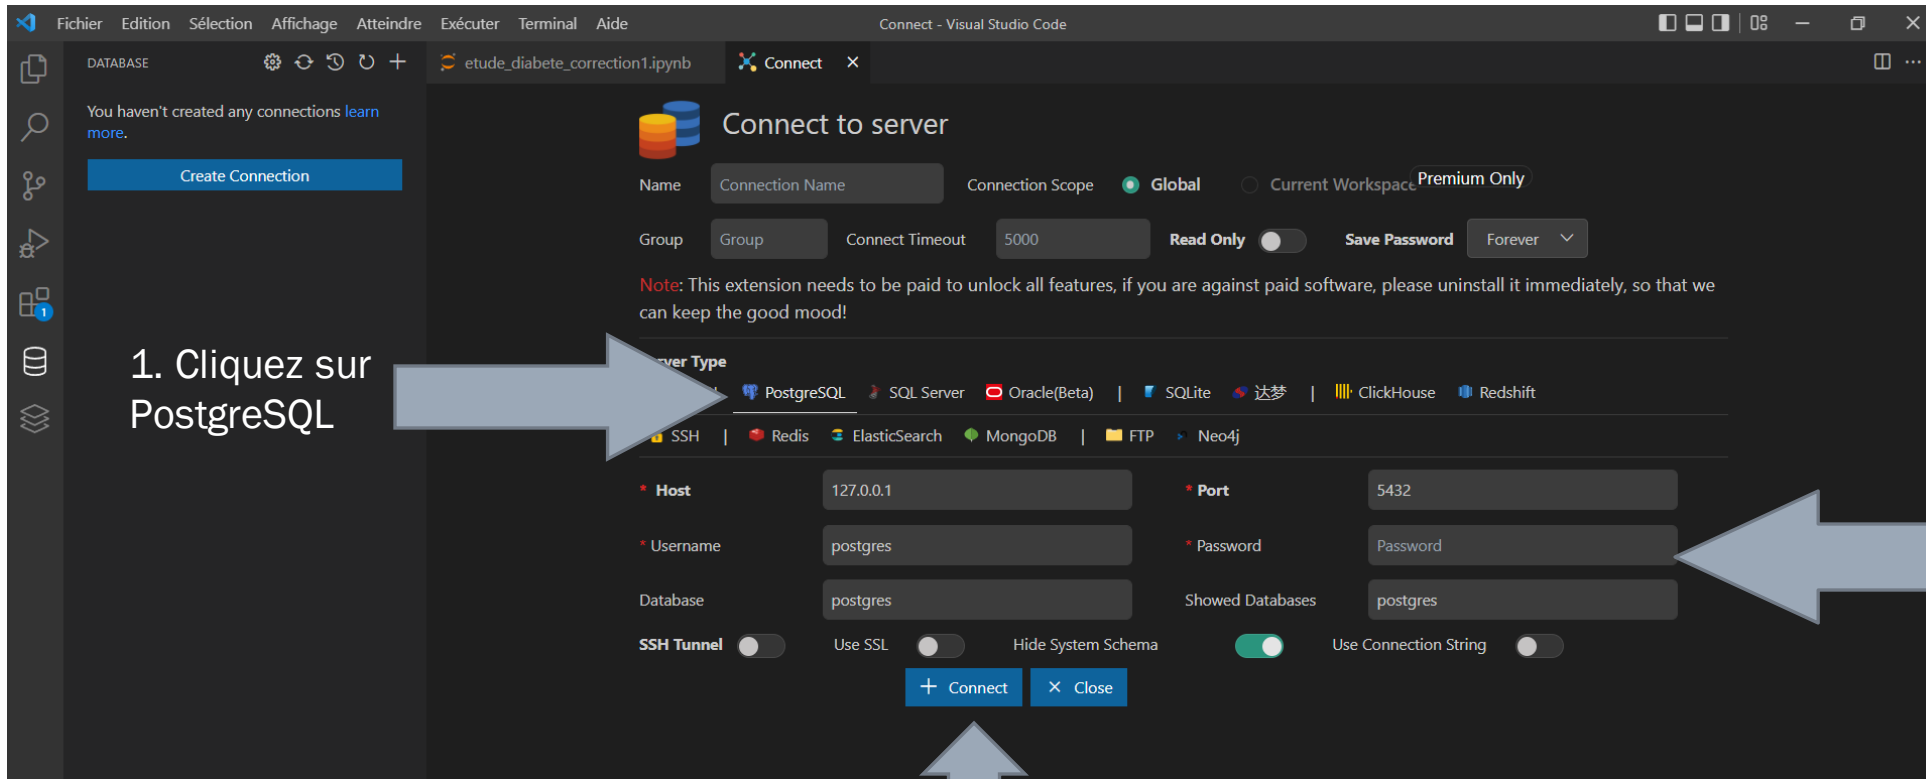 Fichier Edition Sélection Affichage Atteindre Exécuter Terminal Aide Connect - Visual Studio Code
DATABASE etude_diabete_correction1.ipynb Connect
You haven't created any connections learn
more.
Create Connection
Connect to server
Name Connection Name Connection Scope Global Current Workspace Premium Only
Group Group Connect Timeout 5000 Read Only Save Password Forever
Note: This extension needs to be paid to unlock all features, if you are against paid software, please uninstall it immediately, so that we
can keep the good mood!
1
1. Cliquez sur
PostgreSQL
Type
PostgreSQL SQL Server Oracle(Beta) | SQLite 达梦 | ClickHouse Redshift
SSH | Redis ElasticSearch MongoDB | FTP Neo4j
* Host 127.0.0.1 * Port 5432
* Username postgres * Password Password
Database postgres Showed Databases postgres
SSH Tunnel Use SSL Hide System Schema Use Connection String
+ Connect × Close